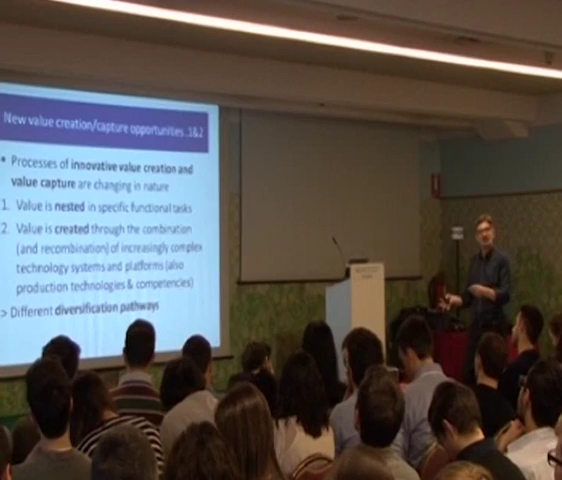 New value creation/capture opportunities .1&2
• Processes of innovative value creation and
value capture are changing in nature
1. Value is nested in specific functional tasks
2. Value is created through the combination
(and recombination) of increasingly complex
technology systems and platforms (also
production technologies & competencies)
> Different diversification pathways